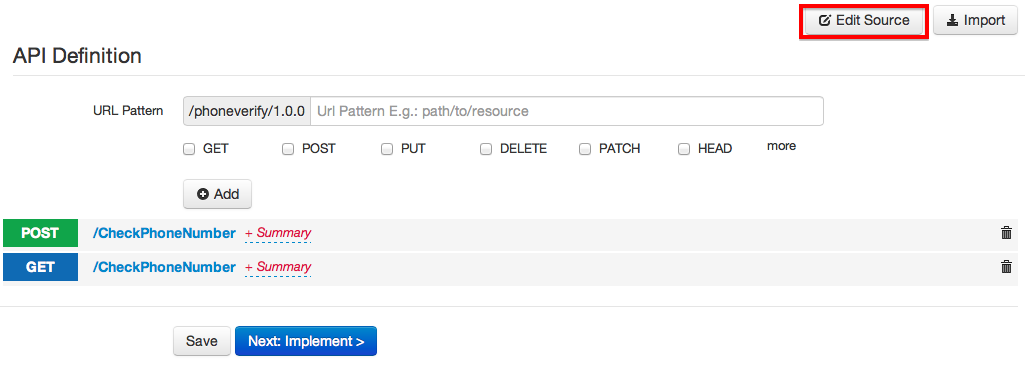 Edit Source Import
API Definition
URL Pattern /phoneverify/1.0.0 Url Pattern E.g.: path/to/resource
GET POST PUT DELETE PATCH HEAD more
Add
POST /CheckPhoneNumber + Summary
GET /CheckPhoneNumber + Summary
Save Next: Implement >